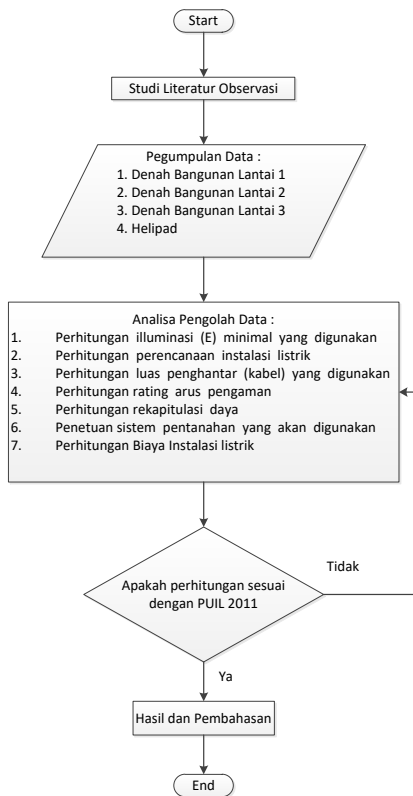 Start
Studi Literatur Observasi
Pegumpulan Data :
1. Denah Bangunan Lantai 1
2. Denah Bangunan Lantai 2
3. Denah Bangunan Lantai 3
4. Helipad
Analisa Pengolah Data :
1. Perhitungan illuminasi (E) minimal yang digunakan
2. Perhitungan perencanaan instalasi listrik
3. Perhitungan luas penghantar (kabel) yang digunakan
4. Perhitungan rating arus pengaman
5. Perhitungan rekapitulasi daya
6. Penetuan sistem pentanahan yang akan digunakan
7. Perhitungan Biaya Instalasi listrik
Apakah perhitungan sesuai
dengan PUIL 2011
Tidak
Ya
Hasil dan Pembahasan
End